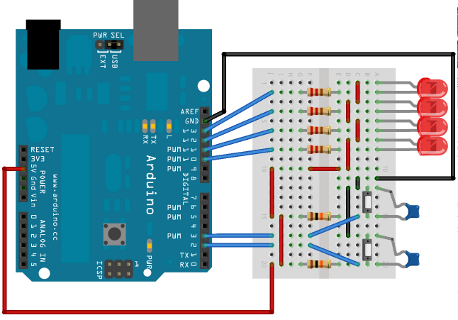 PWR SEL
EXT
USB
AREF
GND
13
12
PWM
11
PWM
10
PWM
9
8
RX
TX
L
Arduino
www.arduino.cc
DIGITAL
RESET
3V3
5V
Gnd
Vin
POWER
ANALOG IN
0
1
2
3
4
5
7
PWM
6
PWM
5
4
PWM
3
2
TX
1
RX
0
PWR
ICSP
1